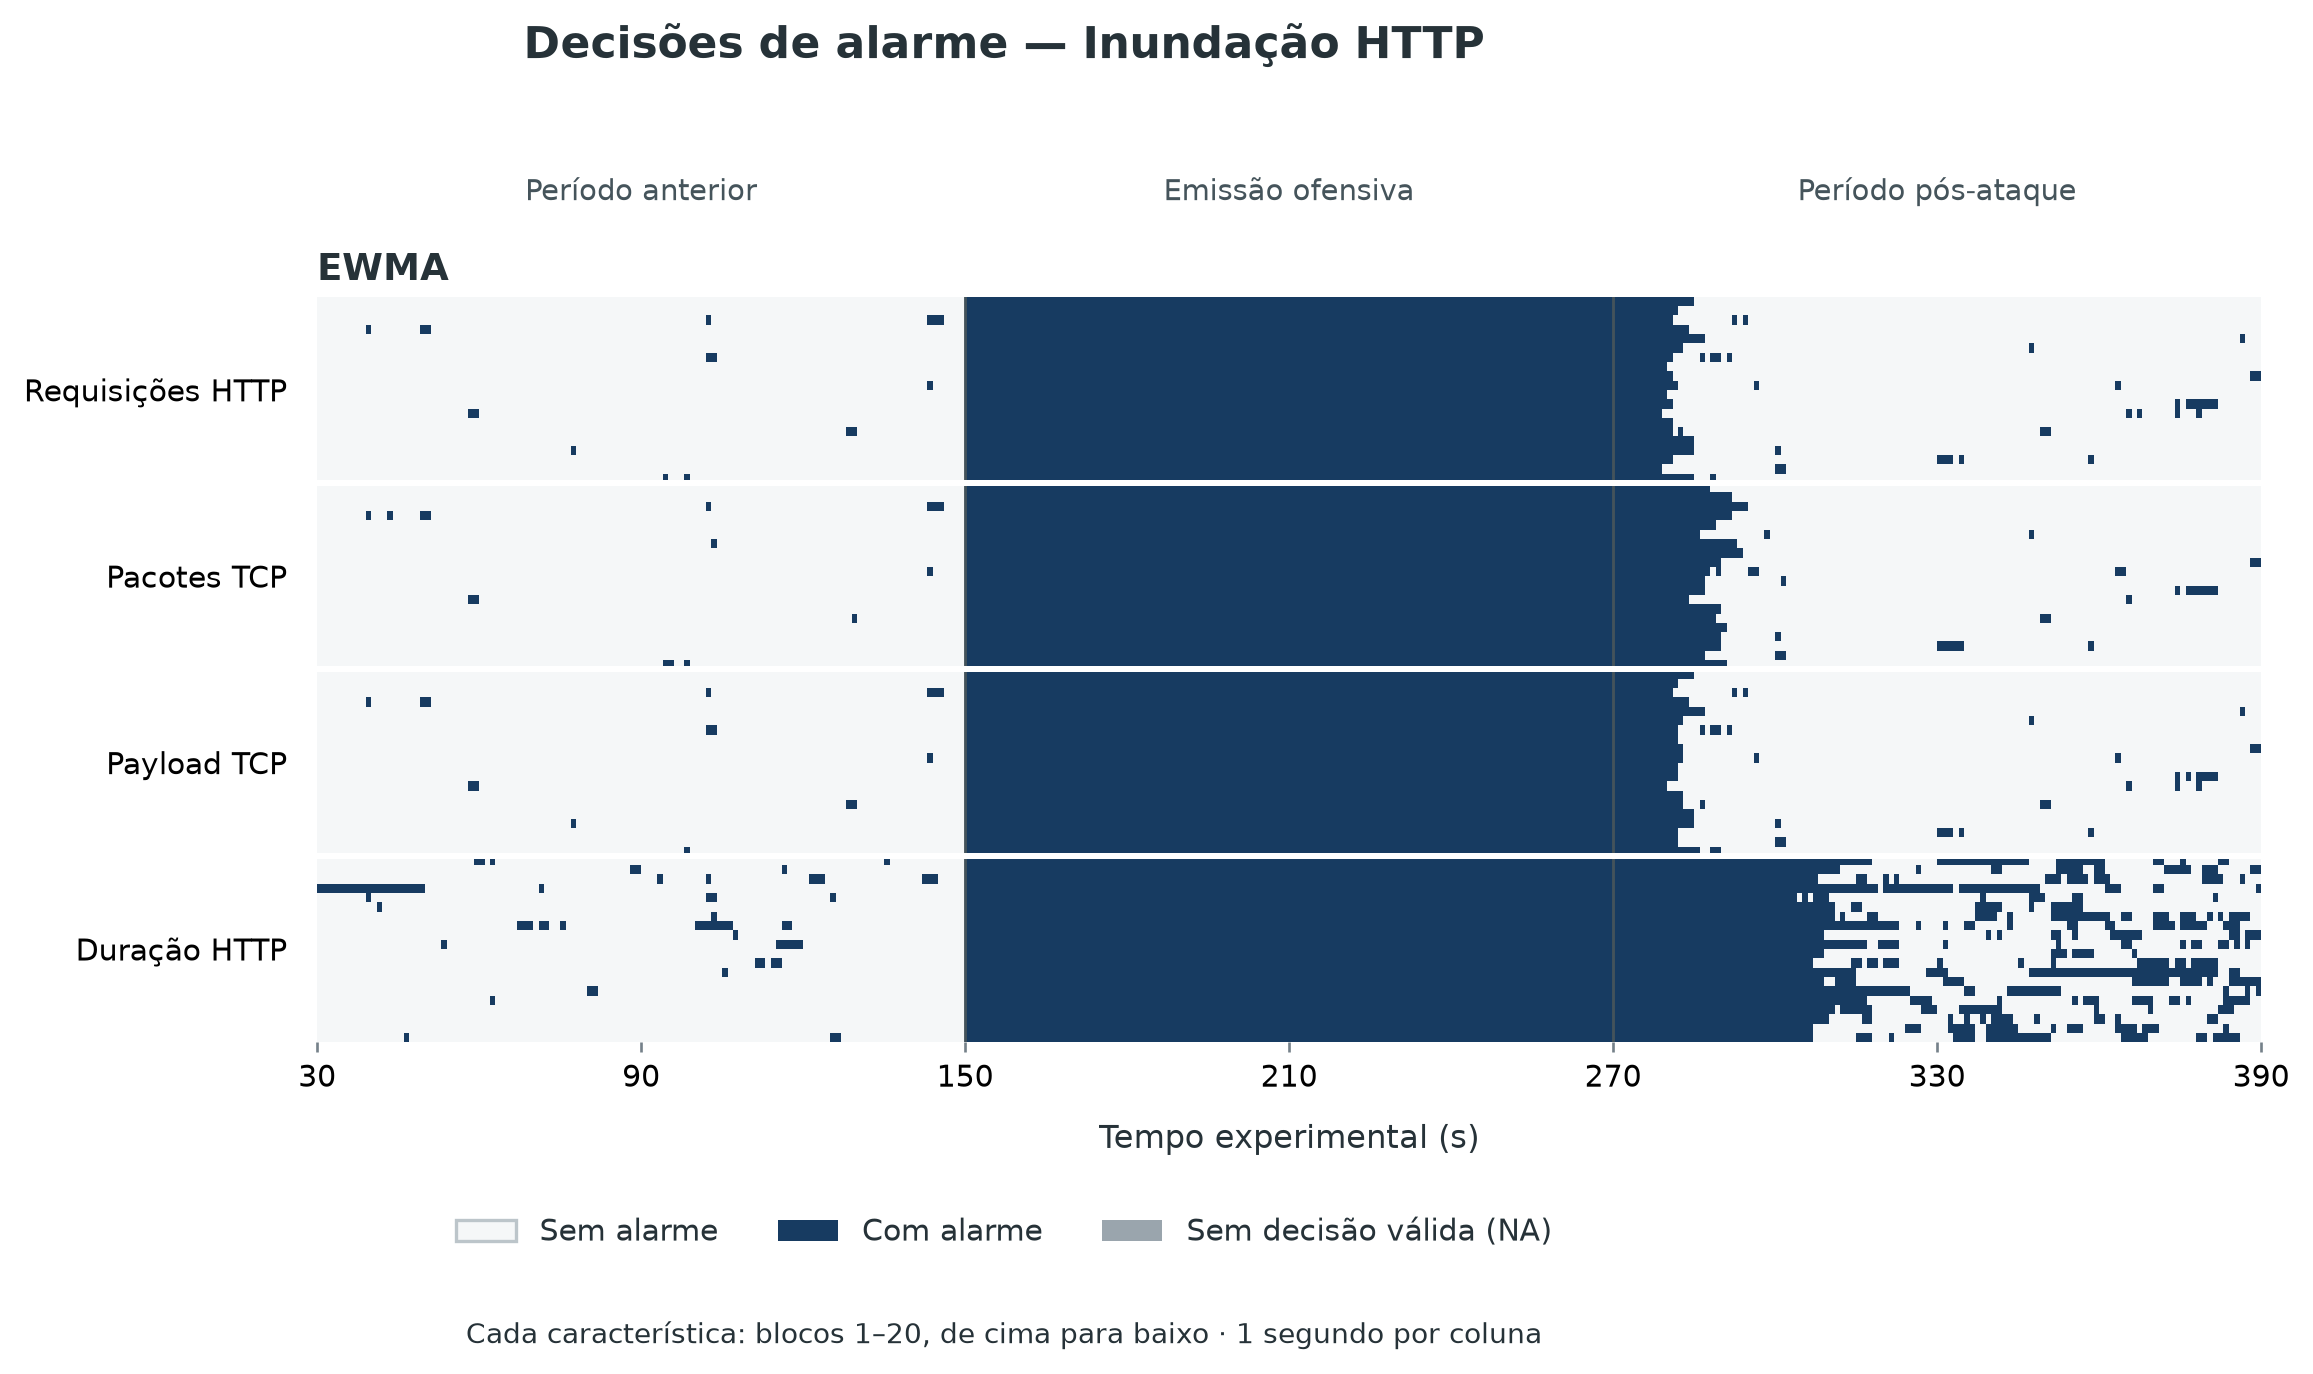 Decisões de alarme — Inundação HTTP
Período anterior
Emissão ofensiva
Período pós-ataque
EWMA
Requisições HTTP
Pacotes TCP
Payload TCP
Duração HTTP
30 90 150 210 270 330 390
Tempo experimental (s)
Sem alarme
Com alarme
Sem decisão válida (NA)
Cada característica: blocos 1–20, de cima para baixo · 1 segundo por coluna